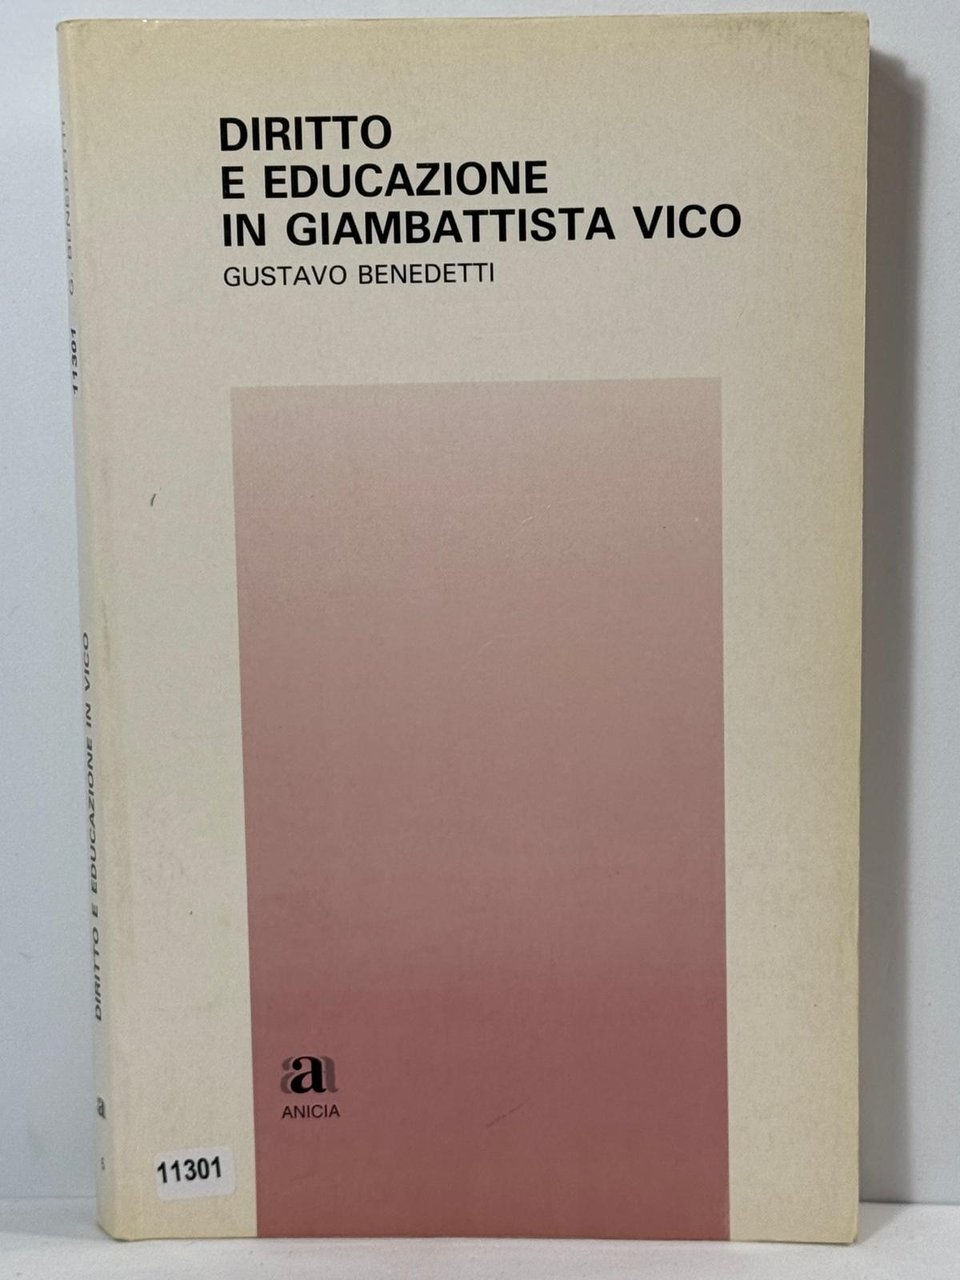 DIRITTO
E EDUCAZIONE
IN GIAMBATTISTA VICO
GUSTAVO BENEDETTI
a
ANICIA
11301
G. BENEDETTI
11301
DIRITTO E EDUCAZIONE IN VICO
a